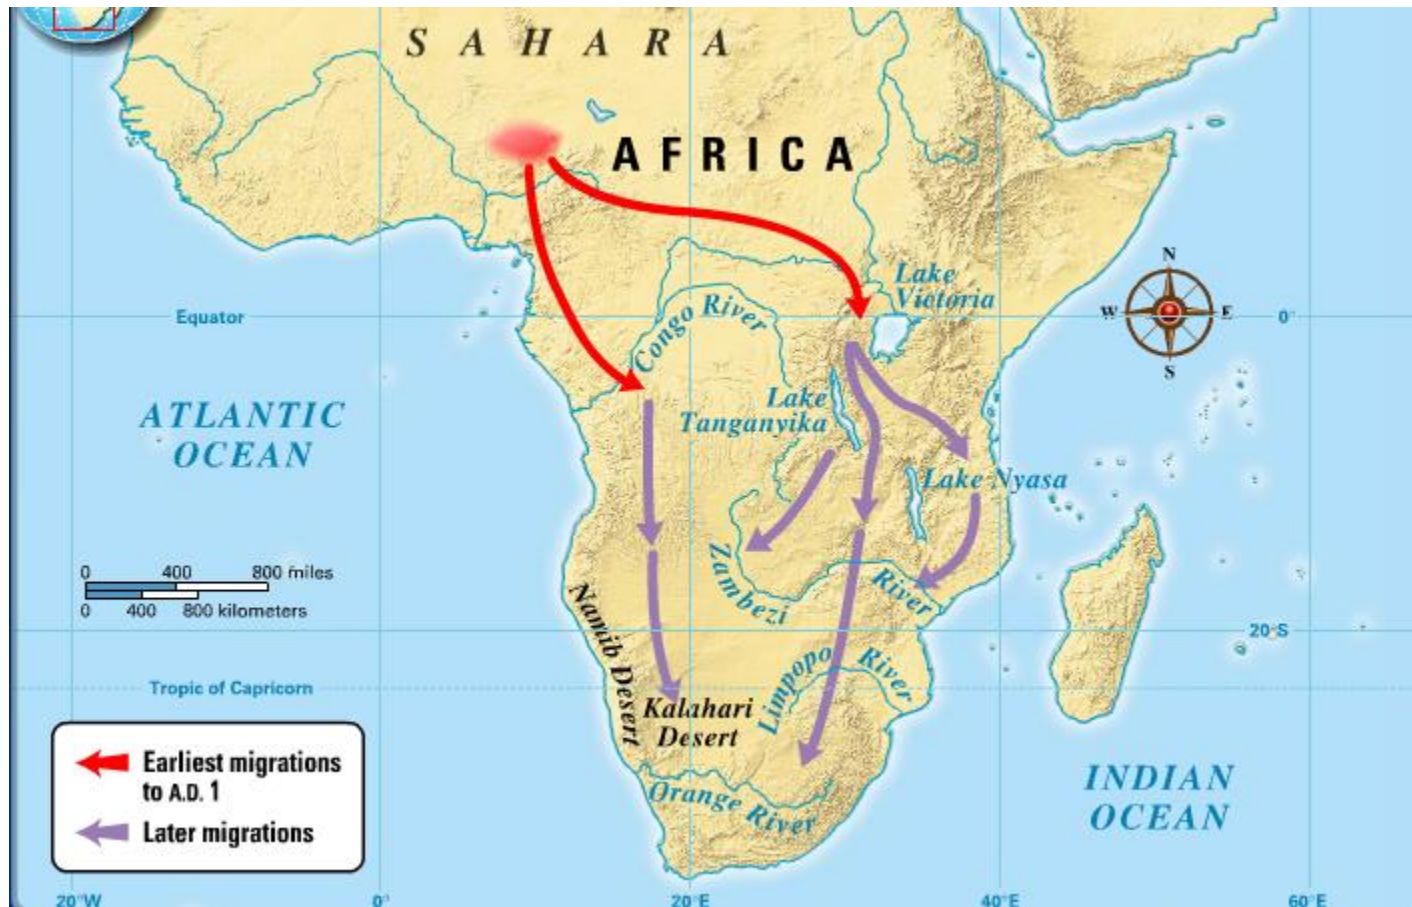 SAHARA
AFRICA
N
W E
S
Lake
Victoria
Equator
0°
Congo River
Lake
Tanganyika
ATLANTIC
OCEAN
Lake Nyasa
0 400 800 miles
0 400 800 kilometers
Zambezi River
Namib Desert
20°S
Limpopo River
Tropic of Capricorn
Kalahari
Desert
Earliest migrations
to A.D. 1
Later migrations
Orange River
INDIAN
OCEAN
20°W 0° 20°E 40°E 60°E